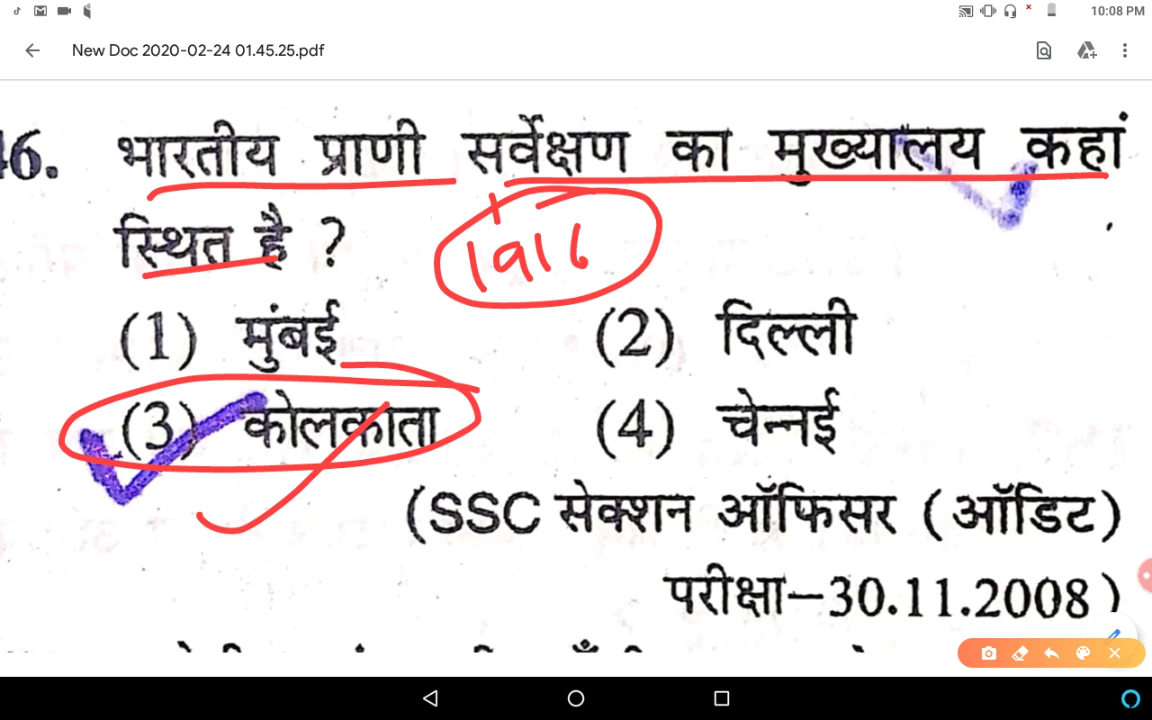 10:08 PM
New Doc 2020-02-24 01.45.25.pdf
46. भारतीय प्राणी सर्वेक्षण का मुख्यालय कहां
स्थित है ?
1916
(1) मुंबई (2) दिल्ली
(3) कोलकाता (4) चेन्नई
(SSC सेक्शन ऑफिसर (ऑडिट)
परीक्षा—30.11.2008)